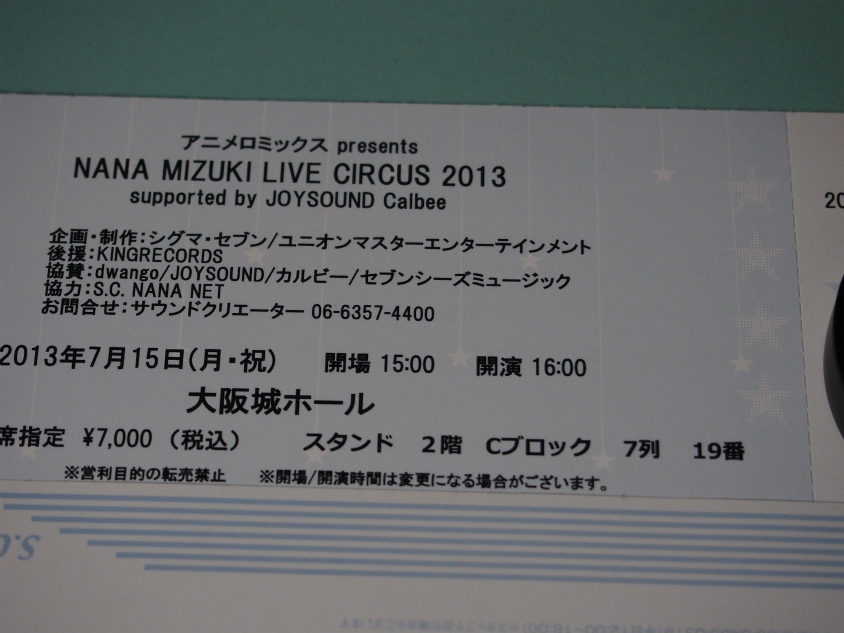 アニメロミックス presents
NANA MIZUKI LIVE CIRCUS 2013
supported by JOYSOUND Calbee
企画・制作：シグマ・セブン/ユニオンマスターエンターテインメント
後援：KINGRECORDS
協賛：dwango/JOYSOUND/カルビー/セブンシーズミュージック
協力：S.C. NANA NET
お問合せ：サウンドクリエーター 06-6357-4400
2013年7月15日(月・祝) 開場 15:00 開演 16:00
大阪城ホール
席指定 ¥7,000 (税込) スタンド 2階 Cブロック 7列 19番
※営利目的の転売禁止 ※開場/開演時間は変更になる場合がございます。
20
S.C